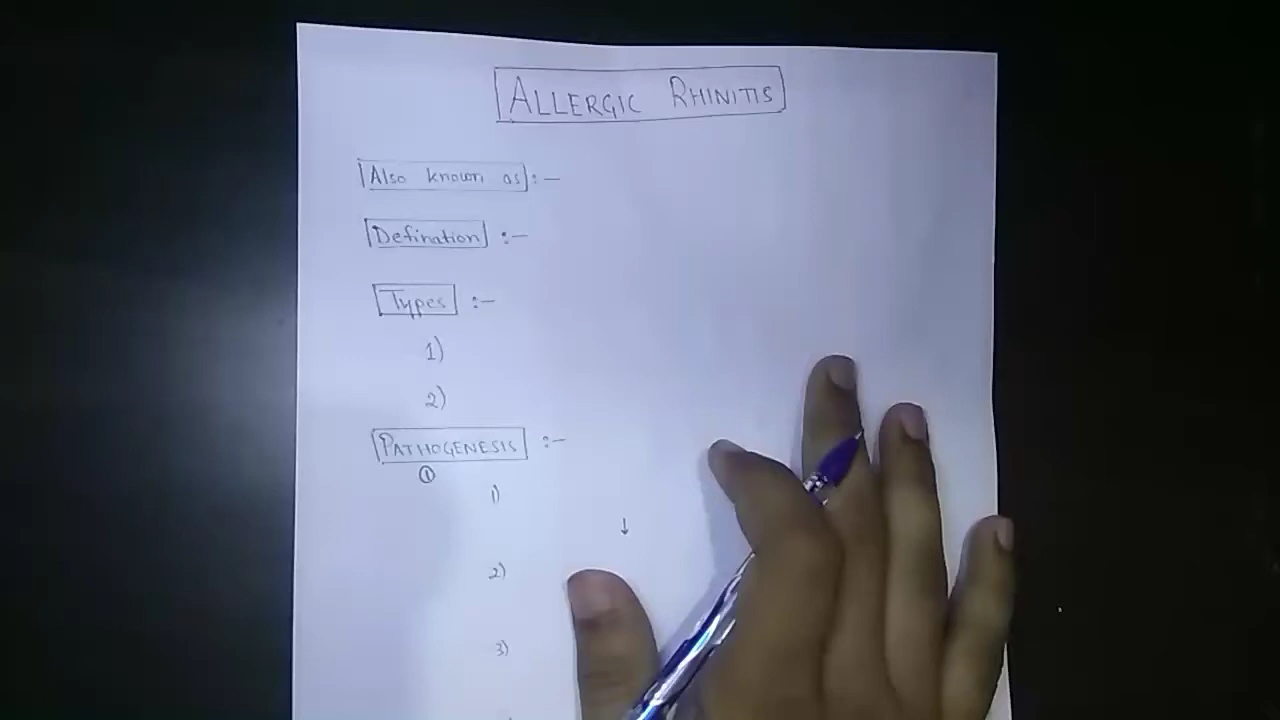 ALLERGIC RHINITIS
Also known as :-
Defination :-
Types :-
1)
2)
PATHOGENESIS :-
①
1)
↓
2)
3)